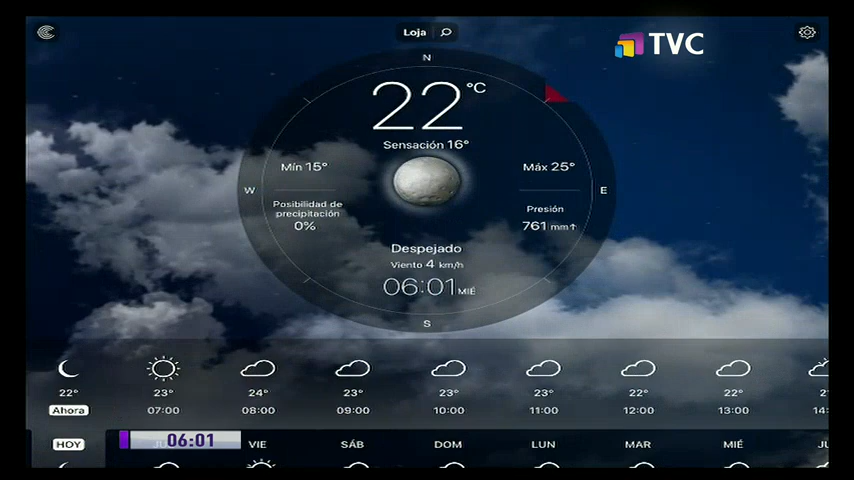 Loja
TVC
N
22°C
Sensación 16°
Mín 15°
Máx 25°
W
E
Posibilidad de
precipitación
0%
Presión
761 mm↑
Despejado
Viento 4 km/h
06:01 MIÉ
S
22° 23° 24° 23° 23° 23° 22° 22°
Ahora 07:00 08:00 09:00 10:00 11:00 12:00 13:00
HOY 06:01 VIE SÁB DOM LUN MAR MIÉ